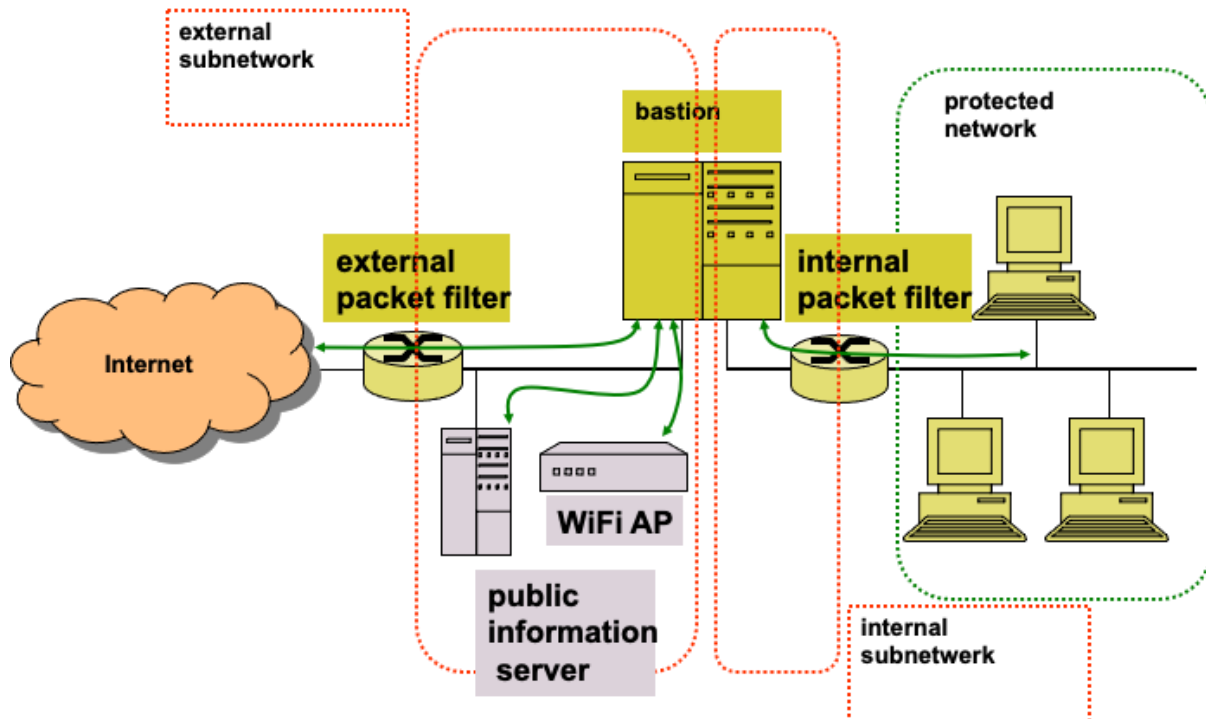 external
subnetwork
bastion
protected
network
external
packet filter
internal
packet filter
Internet
WiFi AP
public
information
server
internal
subnetwerk